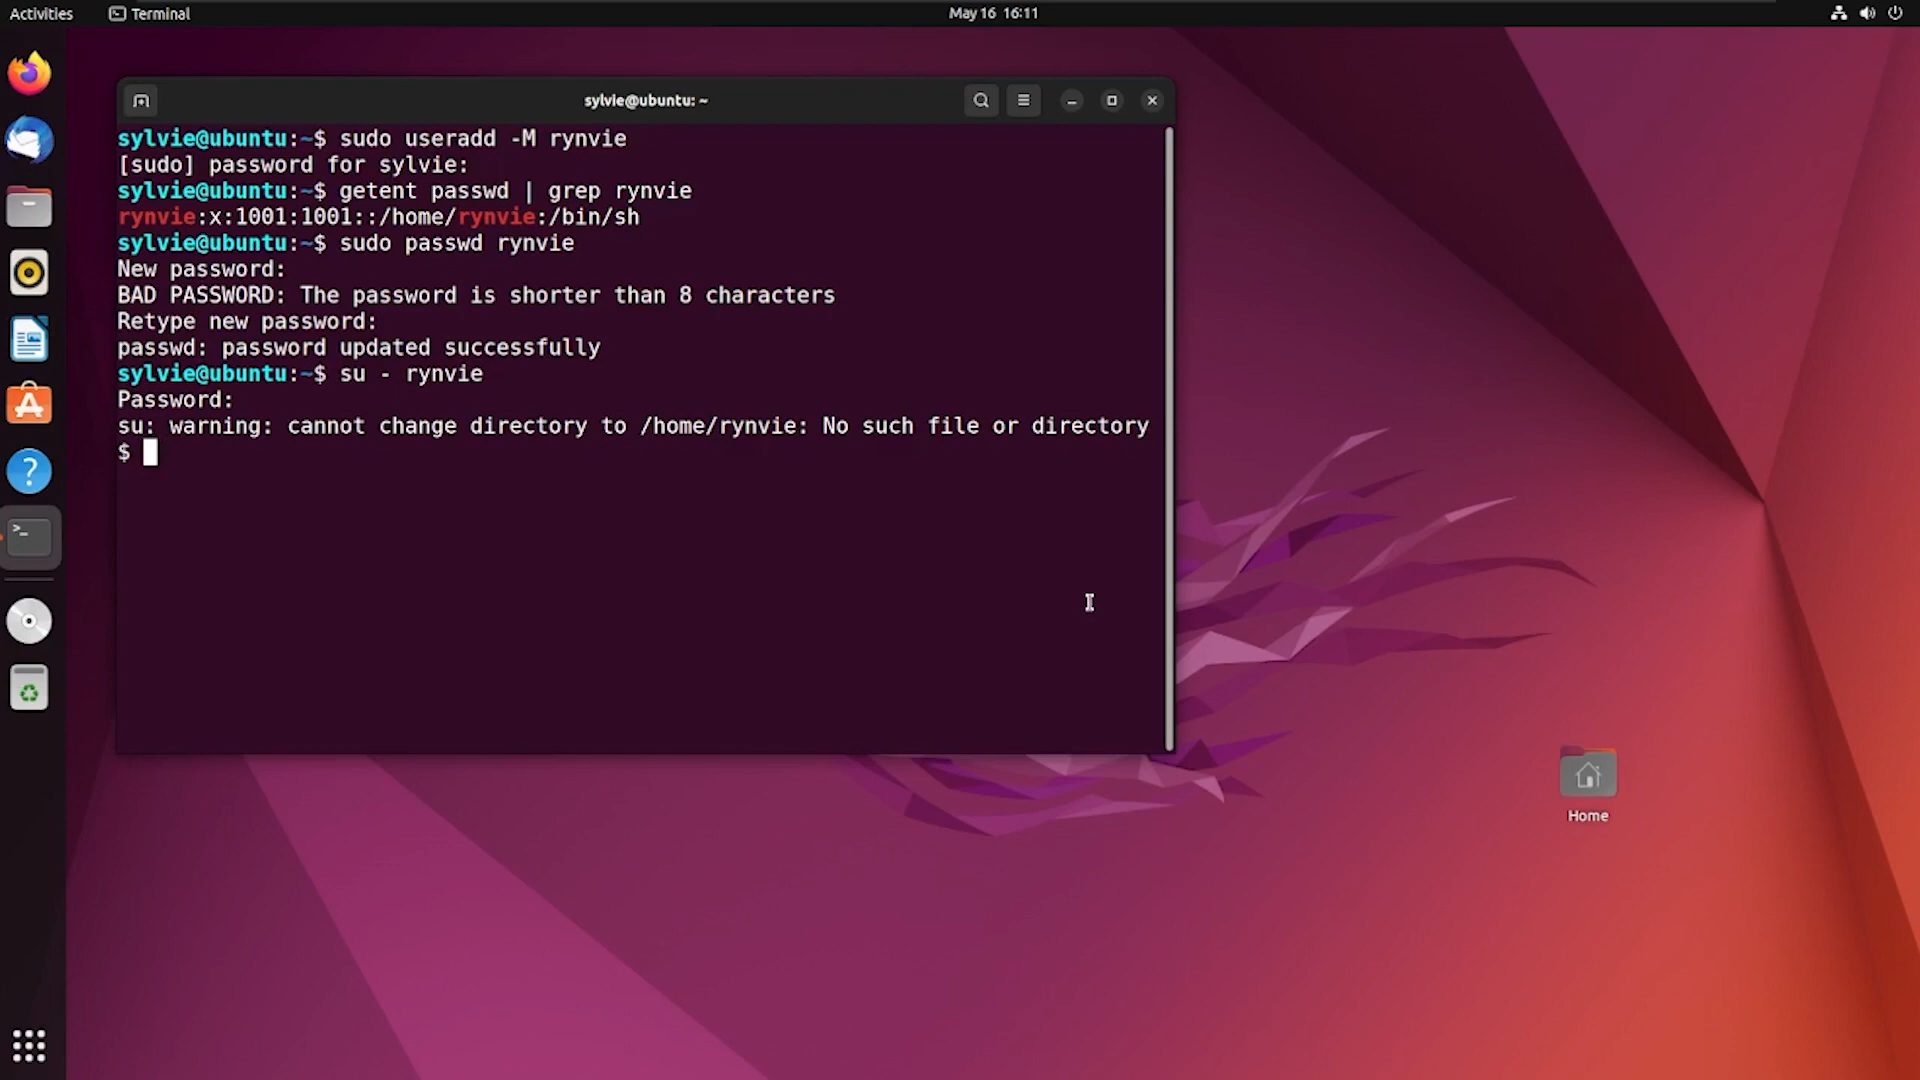 Activities
Terminal
May 16 16:11
sylvie@ubuntu: ~
sylvie@ubuntu:~$ sudo useradd -M rynvie
[sudo] password for sylvie:
sylvie@ubuntu:~$ getent passwd | grep rynvie
rynvie:x:1001:1001::/home/rynvie:/bin/sh
sylvie@ubuntu:~$ sudo passwd rynvie
New password:
BAD PASSWORD: The password is shorter than 8 characters
Retype new password:
passwd: password updated successfully
sylvie@ubuntu:~$ su - rynvie
Password:
su: warning: cannot change directory to /home/rynvie: No such file or directory
$
Home